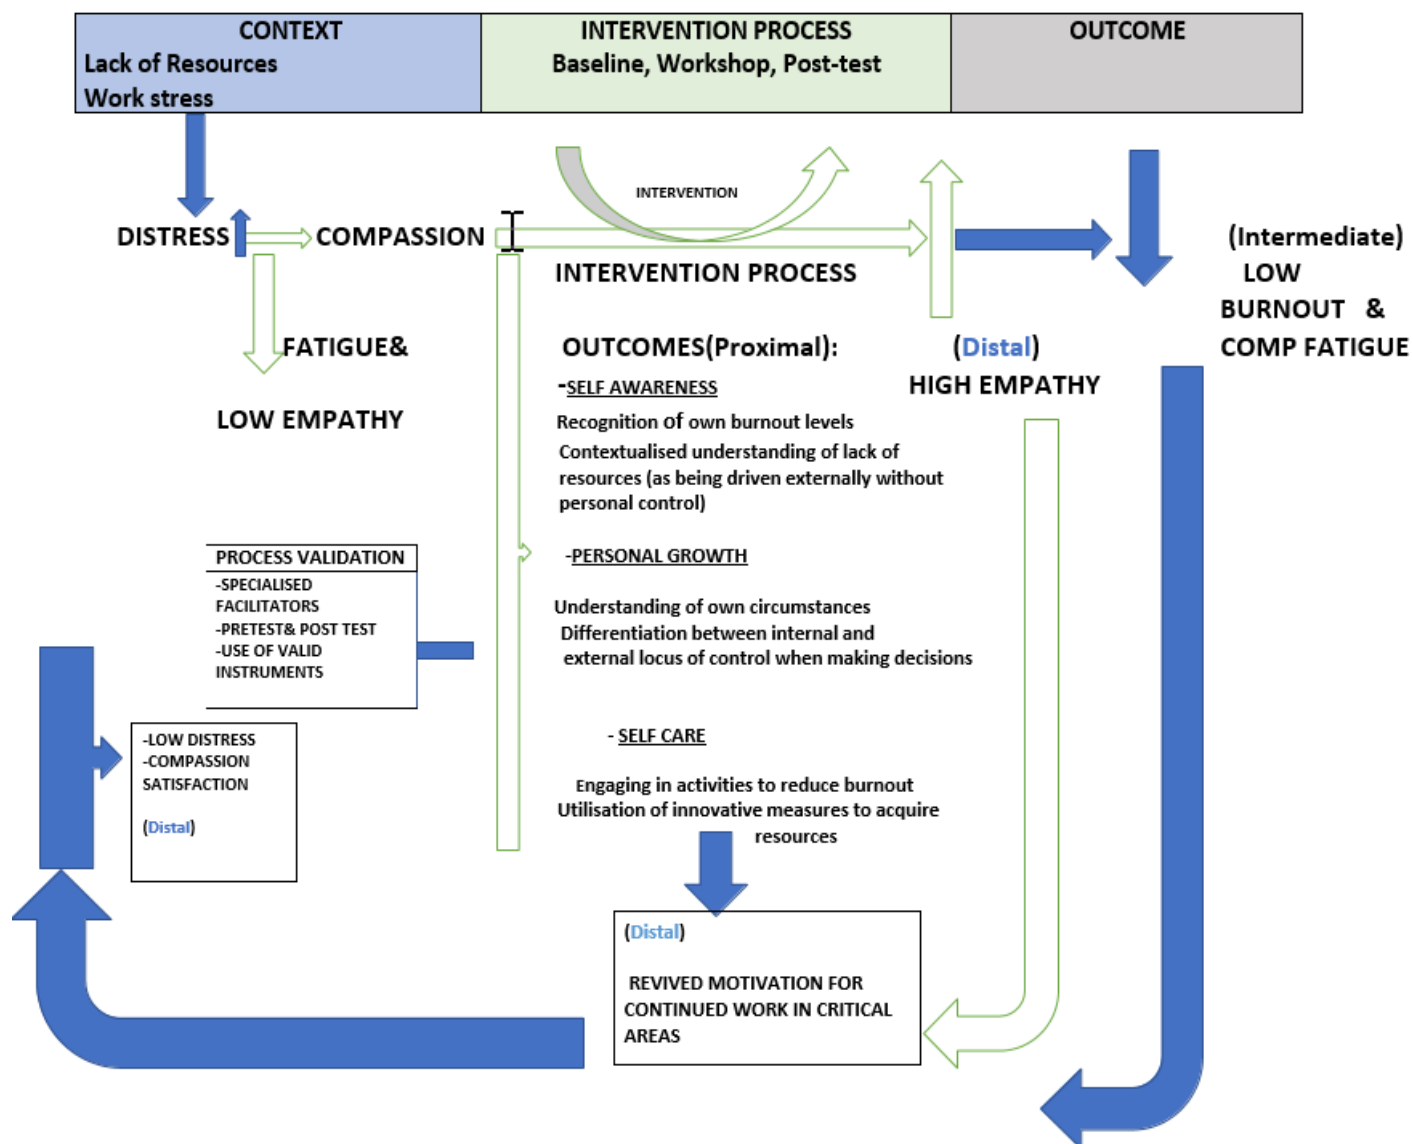 CONTEXT
Lack of Resources
Work stress
INTERVENTION PROCESS
Baseline, Workshop, Post-test
OUTCOME
INTERVENTION
DISTRESS
COMPASSION
(Intermediate)
LOW
BURNOUT &
COMP FATIGUE
INTERVENTION PROCESS
FATIGUE&
LOW EMPATHY
OUTCOMES(Proximal):
(Distal)
HIGH EMPATHY
-SELF AWARENESS
Recognition of own burnout levels
Contextualised understanding of lack of
resources (as being driven externally without
personal control)
-PERSONAL GROWTH
Understanding of own circumstances
Differentiation between internal and
external locus of control when making decisions
- SELF CARE
Engaging in activities to reduce burnout
Utilisation of innovative measures to acquire
resources
PROCESS VALIDATION
-SPECIALISED
FACILITATORS
-PRETEST& POST TEST
-USE OF VALID
INSTRUMENTS
-LOW DISTRESS
-COMPASSION
SATISFACTION
(Distal)
(Distal)
REVIVED MOTIVATION FOR
CONTINUED WORK IN CRITICAL
AREAS